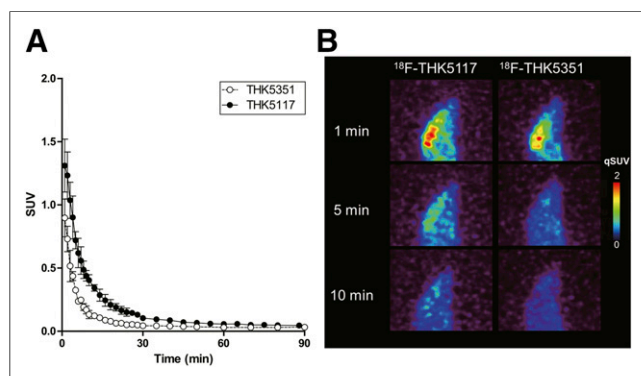 A
THK5351
THK5117
2.0
1.5
1.0
0.5
0.0
SUV
0
30
60
90
Time (min)
B
18F-THK5117
18F-THK5351
1 min
5 min
10 min
qSUV
2
0